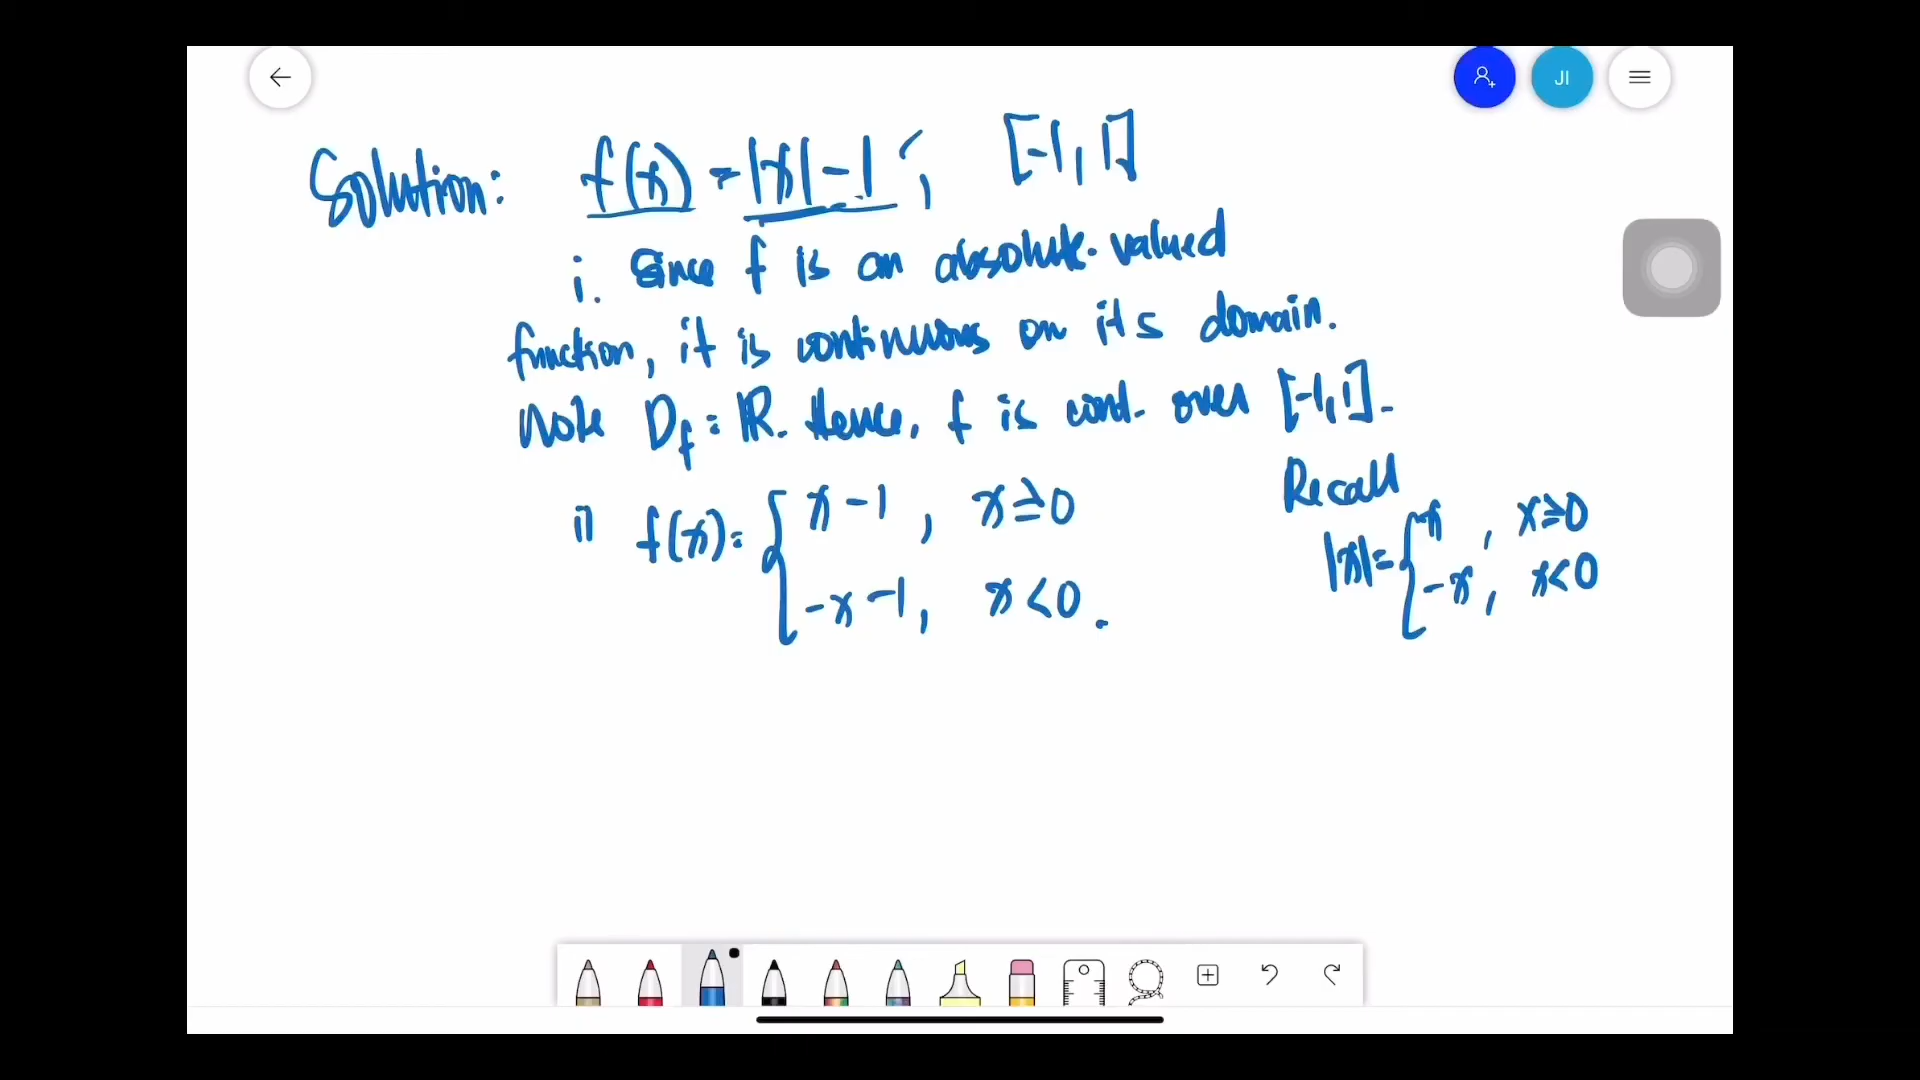 JI
Solution: f(x) = |x| - 1 ; [-1, 1]
i. Since f is an absolute-valued
function, it is continuous on its domain.
Note D_f = ℝ. Hence, f is cont. over [-1, 1].
ii f(x) = { x - 1 , x ≥ 0
-x - 1 , x < 0 .
Recall
|x| = { x , x ≥ 0
-x , x < 0